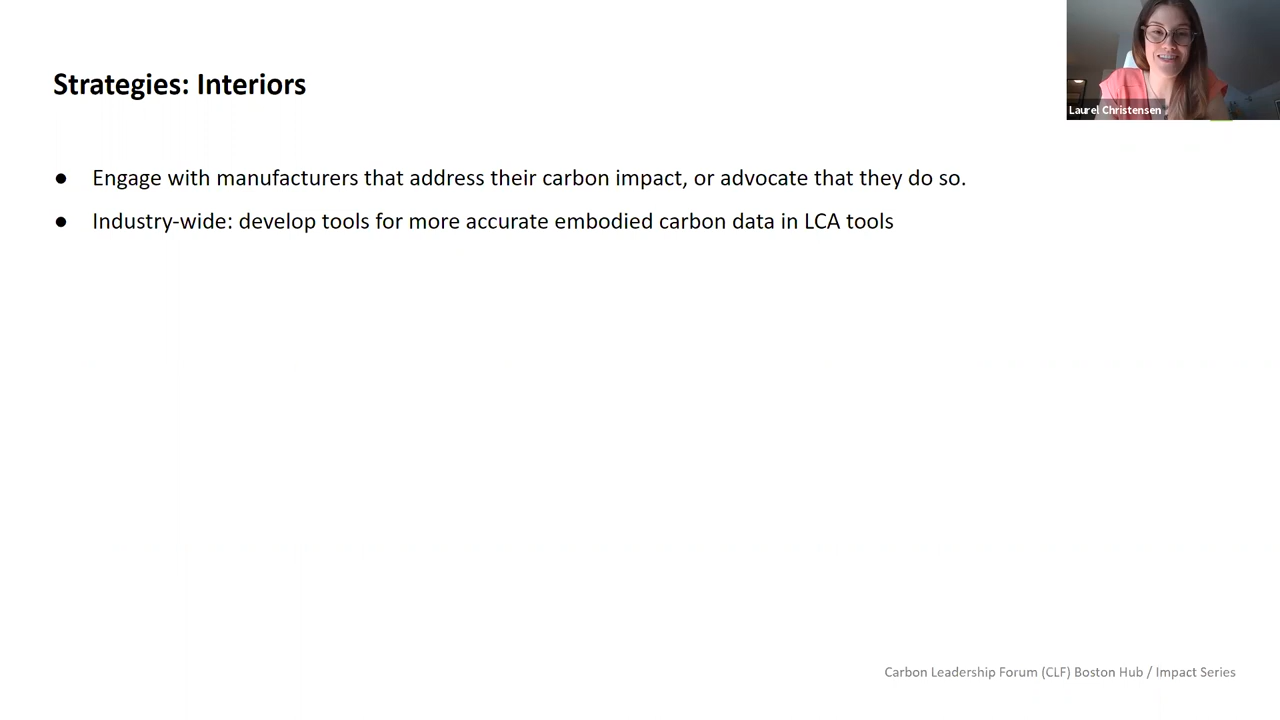 Strategies: Interiors
Laurel Christensen
● Engage with manufacturers that address their carbon impact, or advocate that they do so.
● Industry-wide: develop tools for more accurate embodied carbon data in LCA tools
Carbon Leadership Forum (CLF) Boston Hub / Impact Series